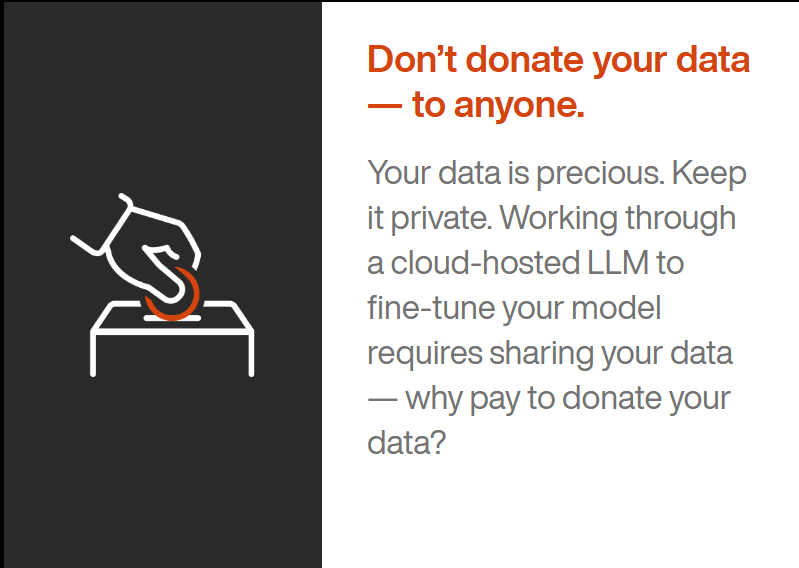 Don’t donate your data
— to anyone.
Your data is precious. Keep
it private. Working through
a cloud-hosted LLM to
fine-tune your model
requires sharing your data
— why pay to donate your
data?